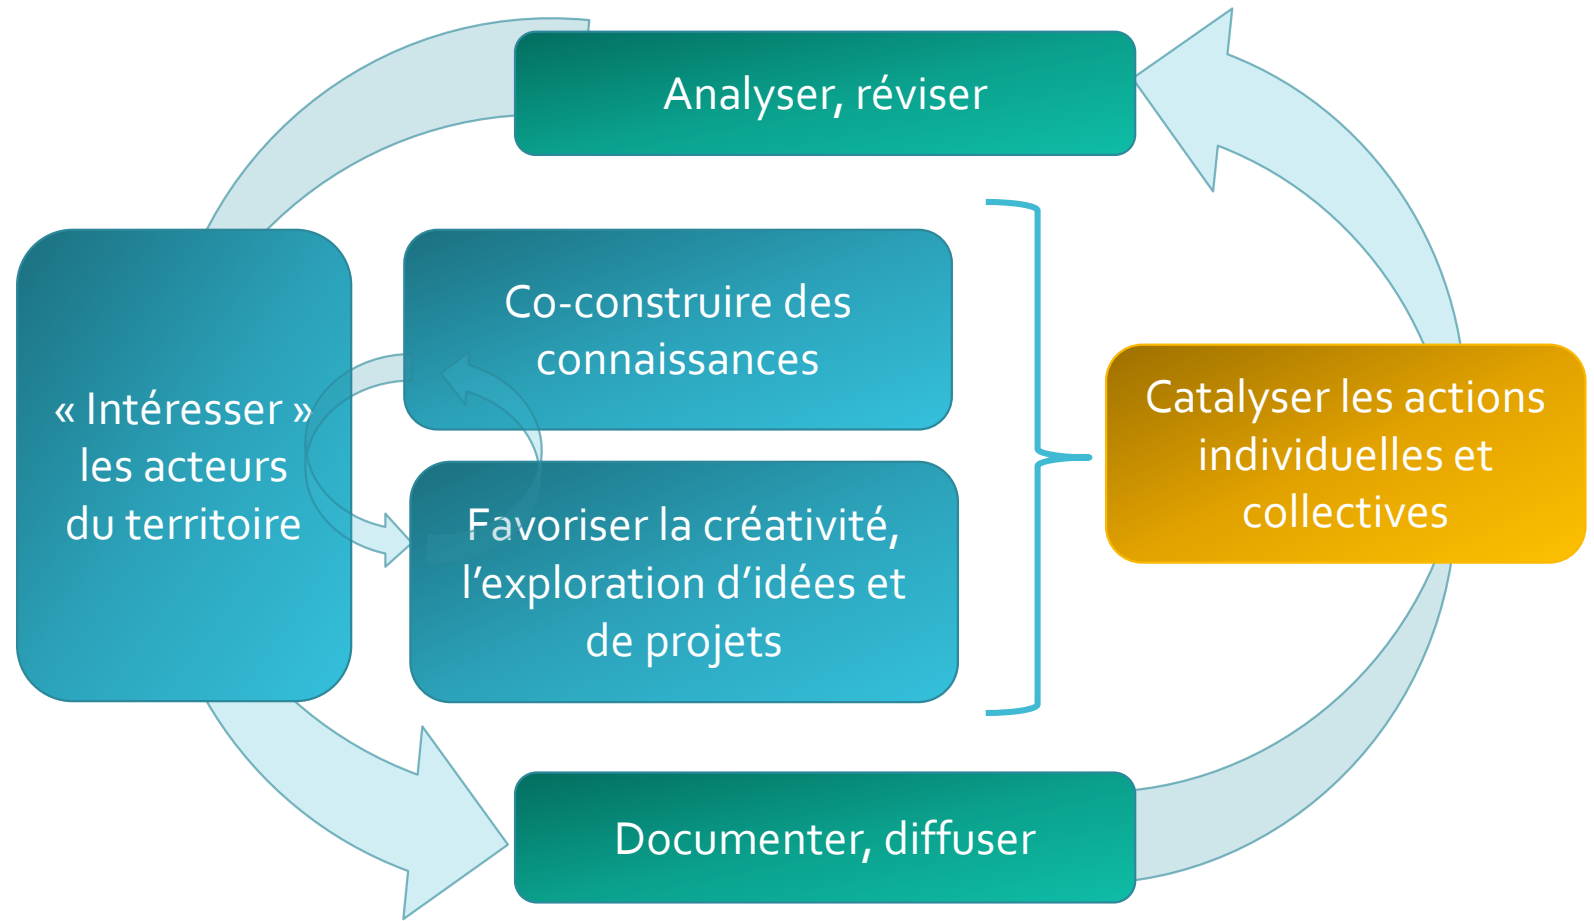 Analyser, réviser
« Intéresser »
les acteurs
du territoire
Co-construire des
connaissances
Favoriser la créativité,
l’exploration d’idées et
de projets
Catalyser les actions
individuelles et
collectives
Documenter, diffuser